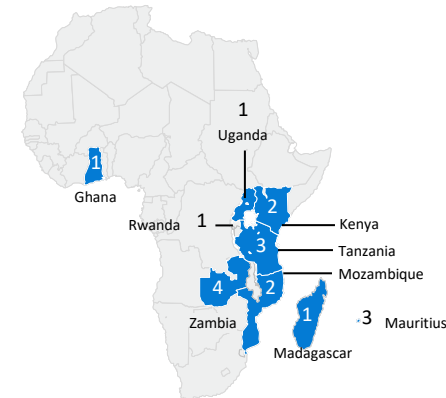 1
Uganda
1
Ghana
2
Rwanda 1
Kenya
3
Tanzania
Mozambique
4
2
1
3 Mauritius
Zambia
Madagascar